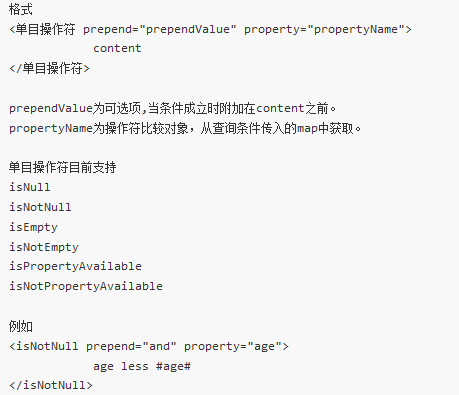 格式
<单目操作符 prepend="prependValue" property="propertyName">
content
</单目操作符>
prependValue为可选项,当条件成立时附加在content之前。
propertyName为操作符比较对象，从查询条件传入的map中获取。
单目操作符目前支持
isNull
isNotNull
isEmpty
isNotEmpty
isPropertyAvailable
isNotPropertyAvailable
例如
<isNotNull prepend="and" property="age">
age less #age#
</isNotNull>